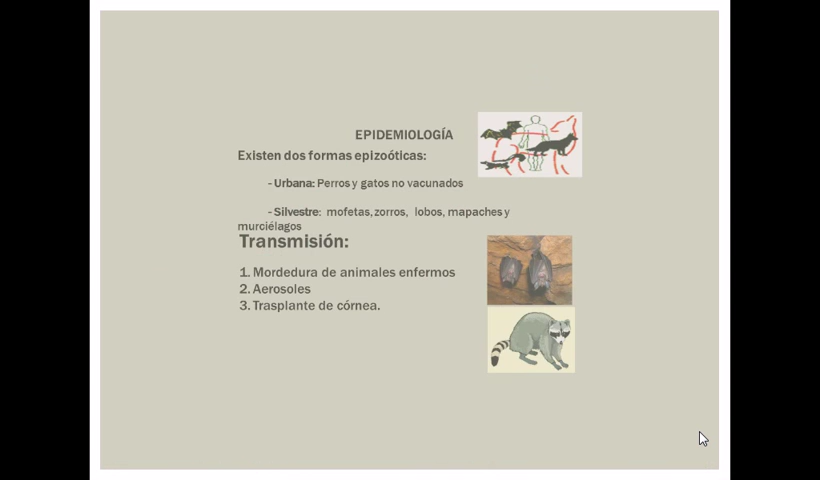 EPIDEMIOLOGÍA
Existen dos formas epizoóticas:
- Urbana: Perros y gatos no vacunados
- Silvestre: mofetas, zorros, lobos, mapaches y
murciélagos
Transmisión:
1. Mordedura de animales enfermos
2. Aerosoles
3. Trasplante de córnea.